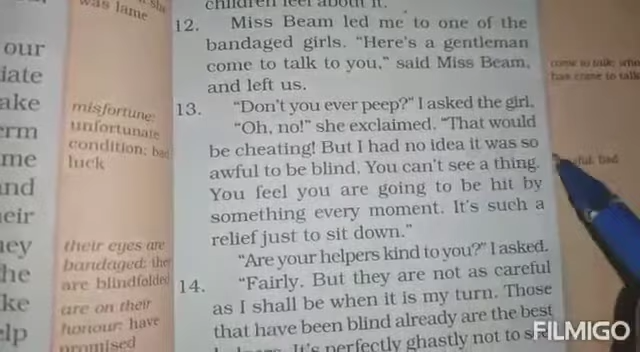 children feel about it.
was lame
12. Miss Beam led me to one of the
bandaged girls. "Here's a gentleman
come to talk to you," said Miss Beam,
and left us.
come to talk: who
has come to talk
13. "Don't you ever peep?" I asked the girl.
"Oh, no!" she exclaimed. "That would
be cheating! But I had no idea it was so
awful to be blind. You can't see a thing.
You feel you are going to be hit by
something every moment. It's such a
relief just to sit down."
"Are your helpers kind to you?" I asked.
14. "Fairly. But they are not as careful
as I shall be when it is my turn. Those
that have been blind already are the best
It's perfectly ghastly not to
misfortune:
unfortunate
condition; bad
luck
bad
their eyes are
bandaged: they
are blindfolded
are on their
honour: have
promised
our
iate
ake
erm
me
and
eir
ey
he
ke
elp
FILMIGO